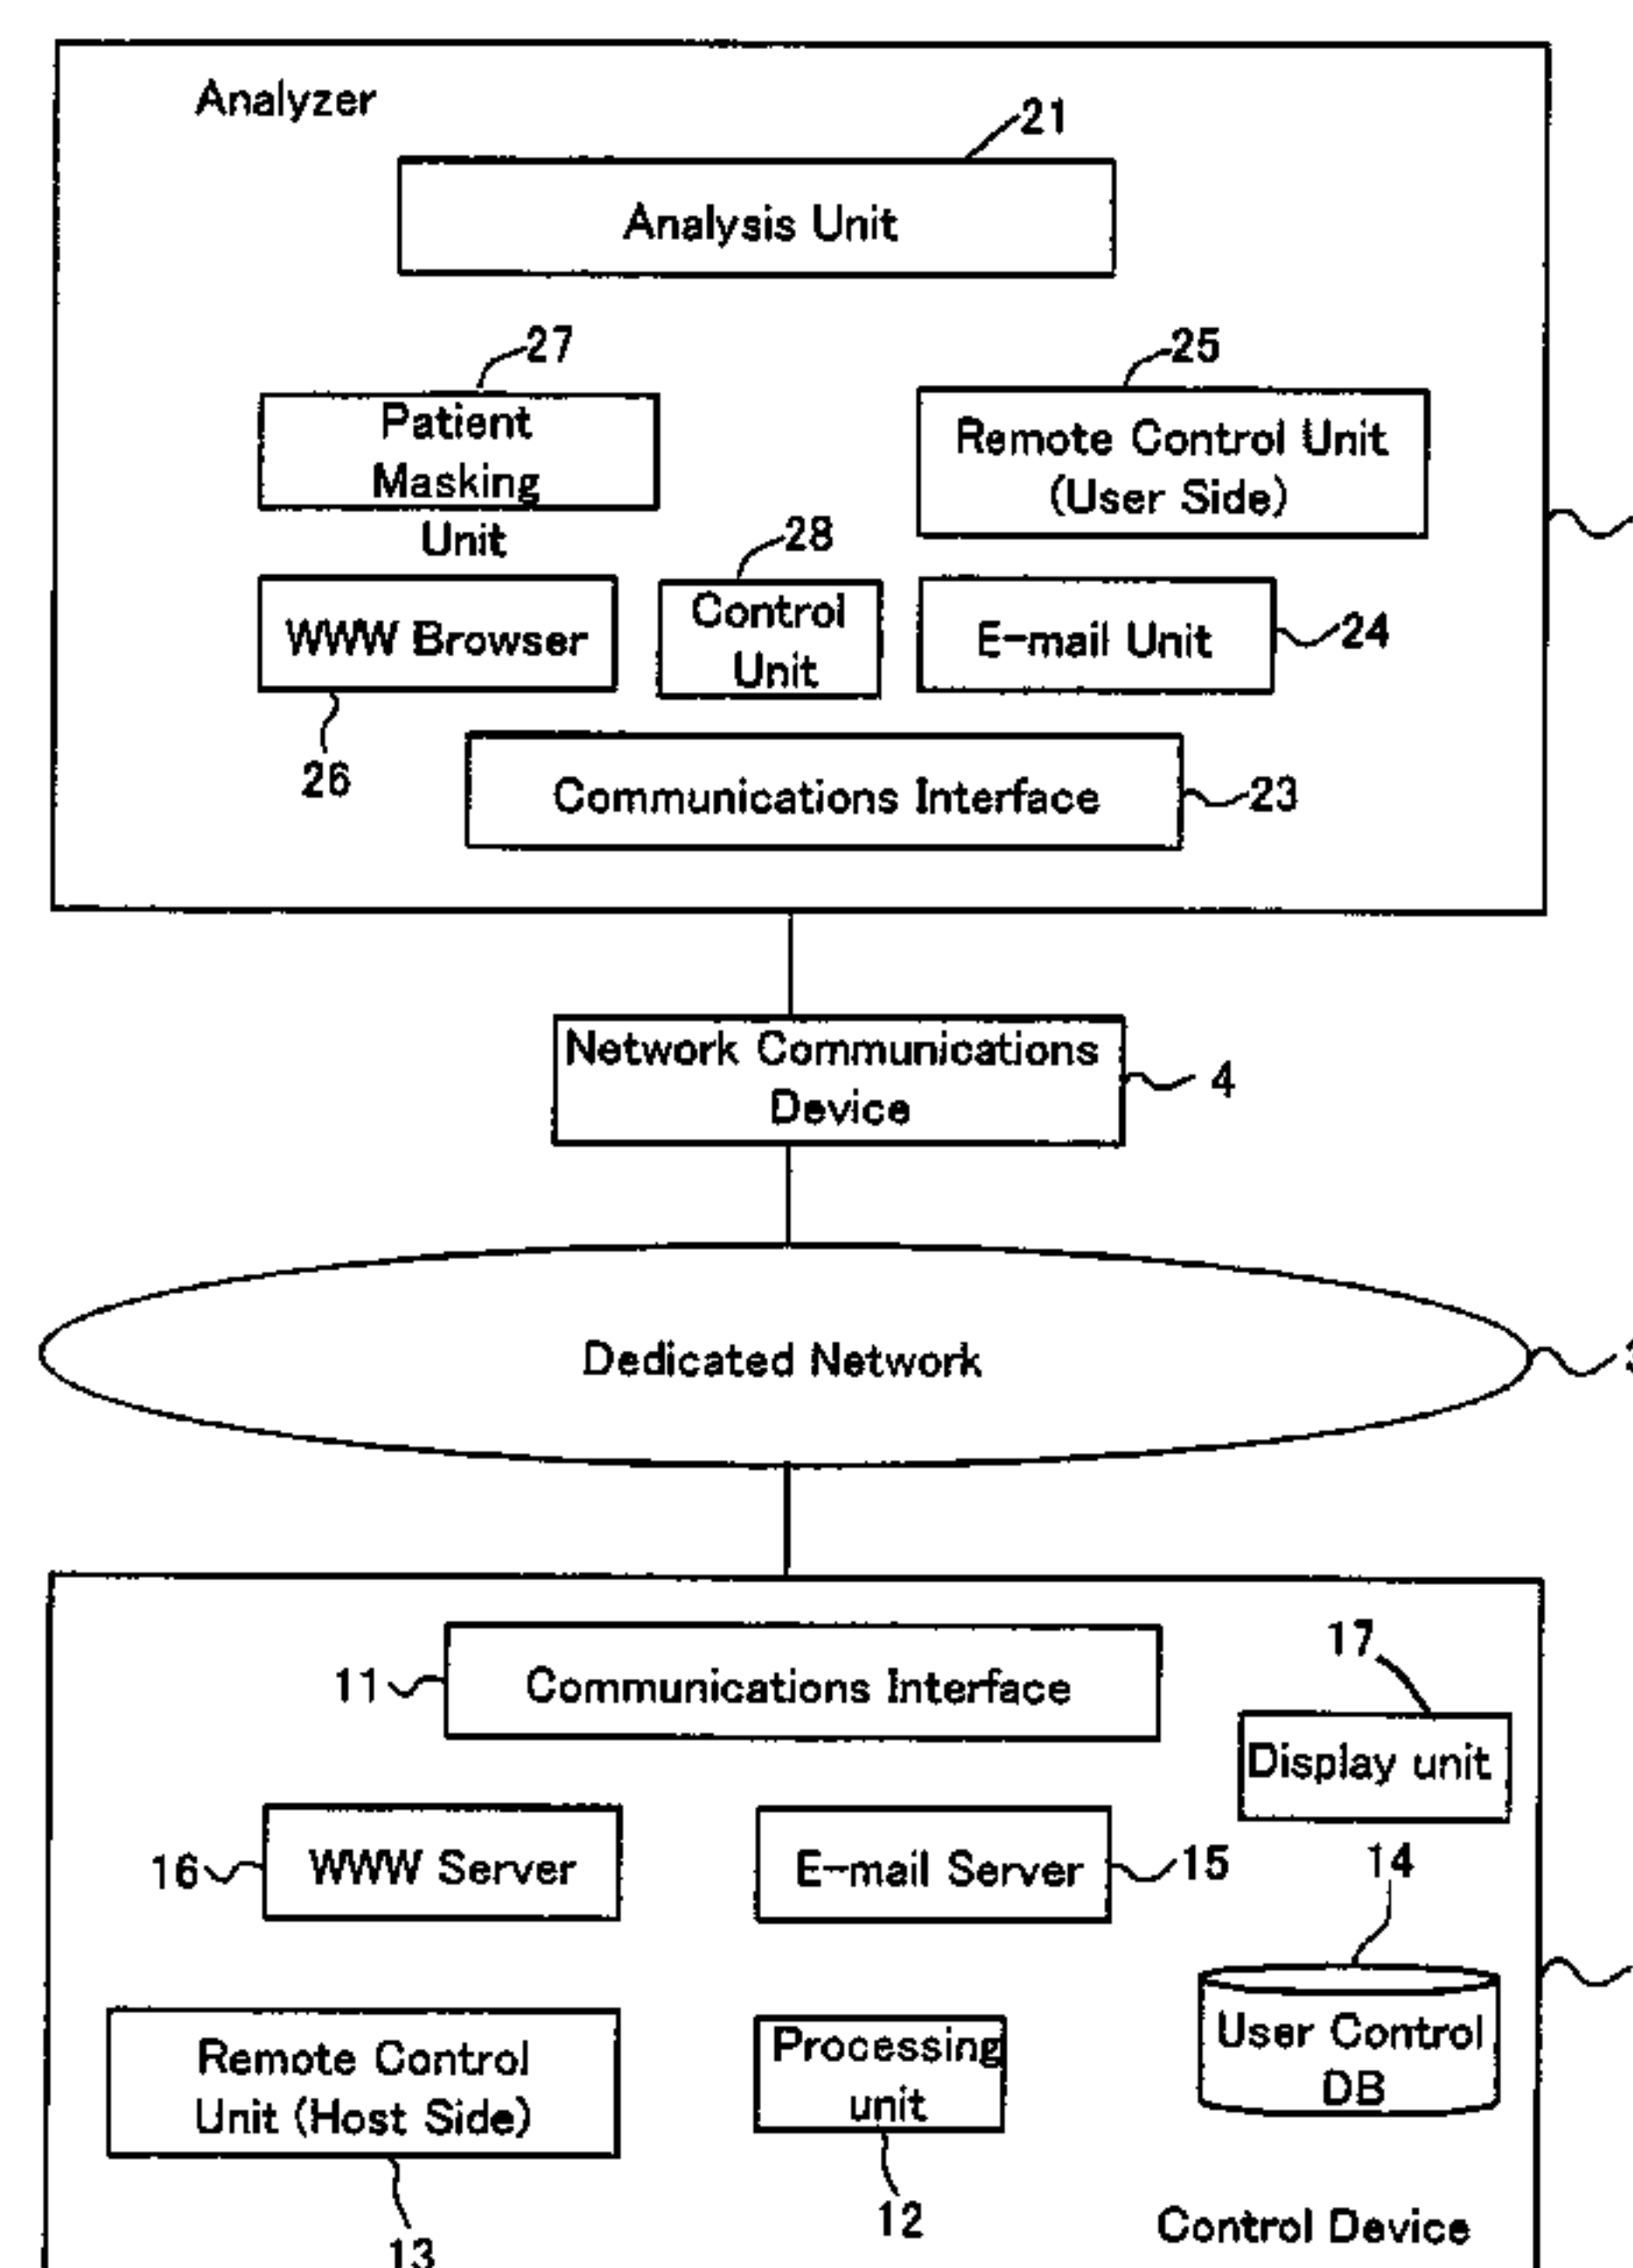 Analyzer
21
Analysis Unit
27
25
Patient
Masking
Unit
Remote Control Unit
(User Side)
28
WWW Browser
Control
Unit
E-mail Unit
24
26
Communications Interface
23
Network Communications
Device
4
Dedicated Network
11
Communications Interface
17
Display unit
16
WWW Server
E-mail Server
15
14
Remote Control
Unit (Host Side)
Processing
unit
User Control
DB
12
13
Control Device